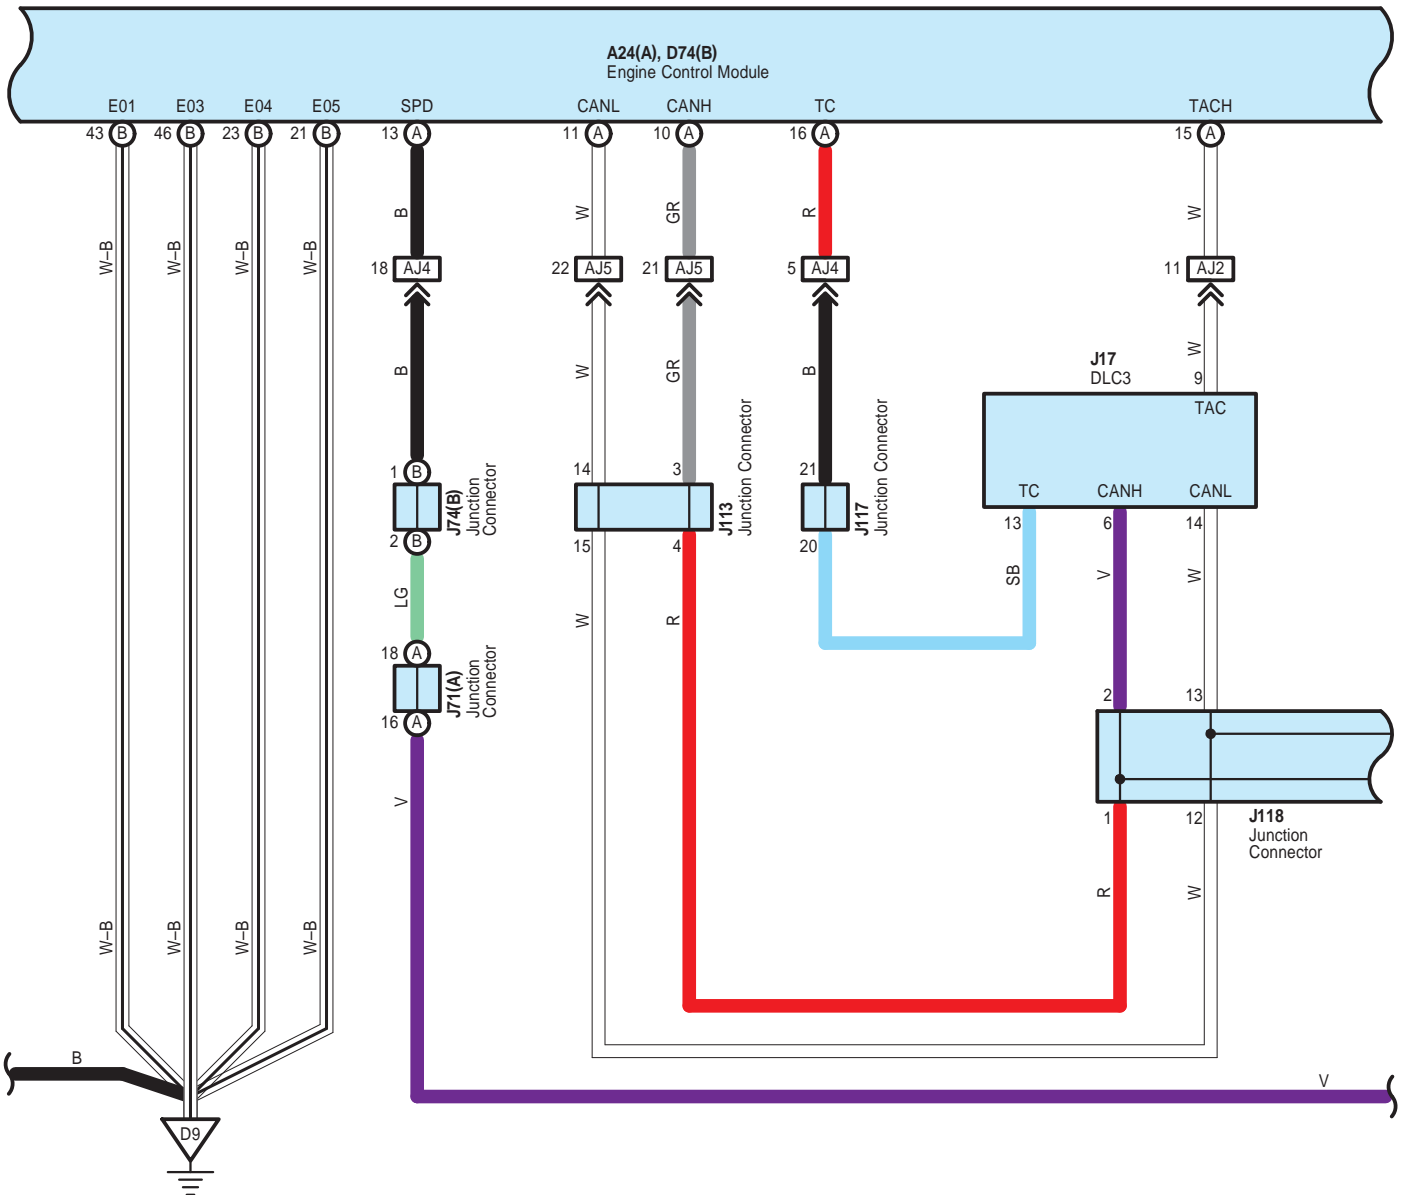 A24(A), D74(B)
Engine Control Module
E01 E03 E04 E05 SPD CANL CANH TC TACH
43 B 46 B 23 B 21 B 13 A 11 A 10 A 16 A 15 A
B W GR R W
W–B W–B W–B W–B
18 AJ4 22 AJ5 21 AJ5 5 AJ4 11 AJ2
B W GR B W
J17
DLC3
9
TAC
1 B 14 3 21
J74(B)
Junction
Connector
J113
Junction Connector
J117
Junction Connector
TC CANH CANL
2 B 15 4 20 13 6 14
LG W R SB V W
18 A
J71(A)
Junction
Connector
16 A
2 13
V
1 12
J118
Junction
Connector
R W
W–B W–B W–B W–B
B
V
D9